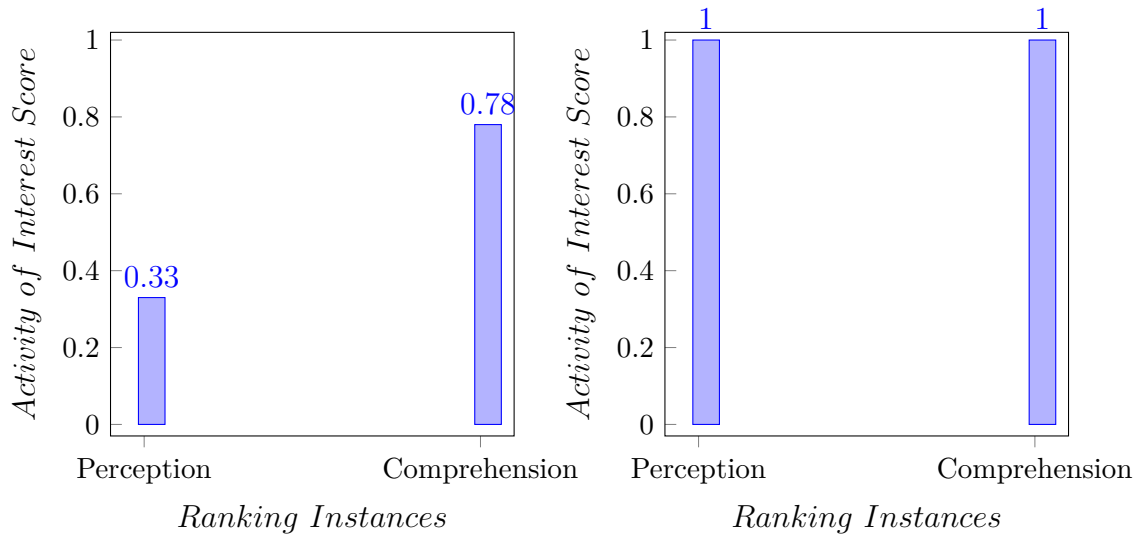 Activity of Interest Score
1
0.8
0.6
0.4
0.2
0
0.33
0.78
Perception
Comprehension
Ranking Instances
Activity of Interest Score
1
0.8
0.6
0.4
0.2
0
1
1
Perception
Comprehension
Ranking Instances